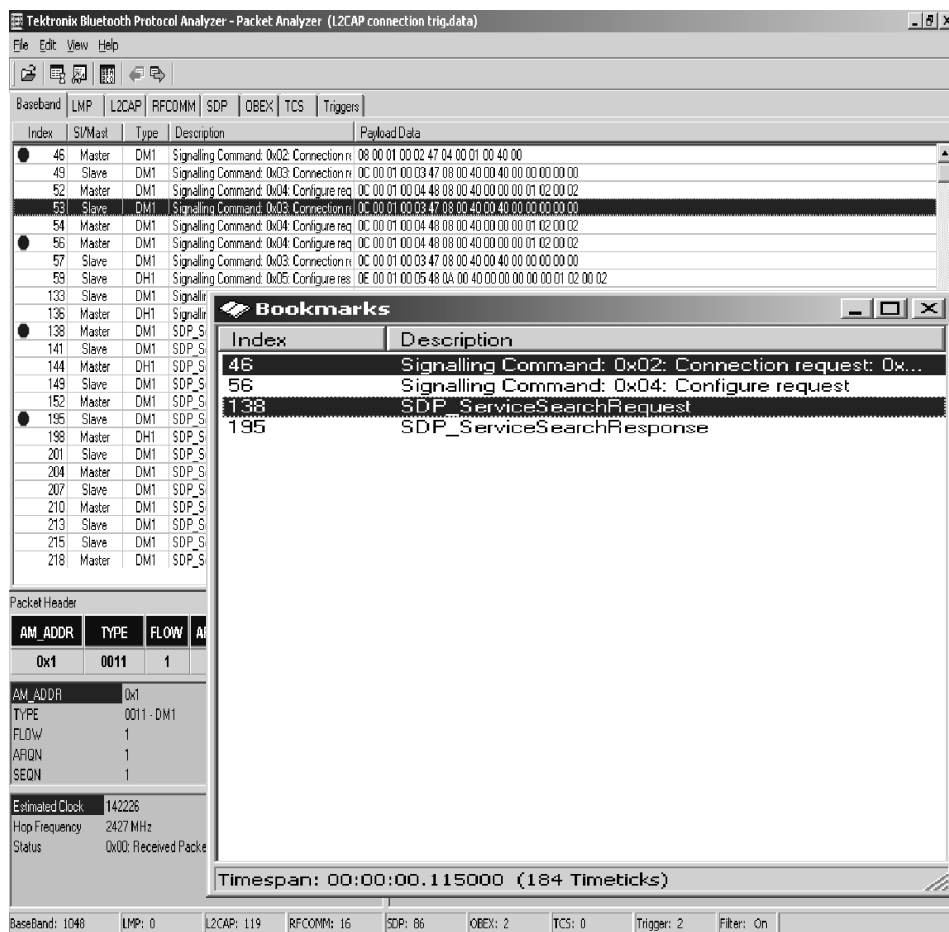 Tektronix Bluetooth Protocol Analyzer - Packet Analyzer (L2CAP connection trig.data)
File Edit View Help
Baseband LMP L2CAP RFCOMM SDP OBEX TCS Triggers
Index Sl/Mast Type Description Payload Data
46 Master DM1 Signalling Command: 0x02: Connection re 08 00 01 00 02 47 04 00 01 00 40 00
49 Slave DM1 Signalling Command: 0x03: Connection re 0C 00 01 00 03 47 08 00 40 00 40 00 00 00 00 00
52 Master DM1 Signalling Command: 0x04: Configure req 0C 00 01 00 04 48 08 00 40 00 00 00 01 02 00 02
53 Slave DM1 Signalling Command: 0x03: Connection re 0C 00 01 00 03 47 08 00 40 00 40 00 00 00 00 00
54 Master DM1 Signalling Command: 0x04: Configure req 0C 00 01 00 04 48 08 00 40 00 00 00 01 02 00 02
56 Master DM1 Signalling Command: 0x04: Configure req 0C 00 01 00 04 48 08 00 40 00 00 00 01 02 00 02
57 Slave DM1 Signalling Command: 0x03: Connection re 0C 00 01 00 03 47 08 00 40 00 40 00 00 00 00 00
59 Slave DH1 Signalling Command: 0x05: Configure res 0E 00 01 00 05 48 0A 00 40 00 00 00 00 00 01 02 00 02
133 Slave DM1 Signallin
136 Master DH1 Signallin
138 Master DM1 SDP_S
141 Slave DM1 SDP_S
144 Master DH1 SDP_S
149 Slave DM1 SDP_S
152 Master DM1 SDP_S
195 Slave DM1 SDP_S
198 Master DH1 SDP_S
201 Slave DM1 SDP_S
204 Master DM1 SDP_S
207 Slave DM1 SDP_S
210 Master DM1 SDP_S
213 Slave DM1 SDP_S
215 Slave DM1 SDP_S
218 Master DM1 SDP_S
Bookmarks
Index Description
46 Signalling Command: 0x02: Connection request: 0x...
56 Signalling Command: 0x04: Configure request
138 SDP_ServiceSearchRequest
195 SDP_ServiceSearchResponse
Timespan: 00:00:00.115000 (184 Timeticks)
Packet Header
AM_ADDR TYPE FLOW
0x1 0011 1
AM_ADDR 0x1
TYPE 0011 - DM1
FLOW 1
ARQN 1
SEQN 1
Estimated Clock 142226
Hop Frequency 2427 MHz
Status 0x00: Received Packe
BaseBand: 1048 LMP: 0 L2CAP: 119 RFCOMM: 16 SDP: 86 OBEX: 2 TCS: 0 Trigger: 2 Filter: On